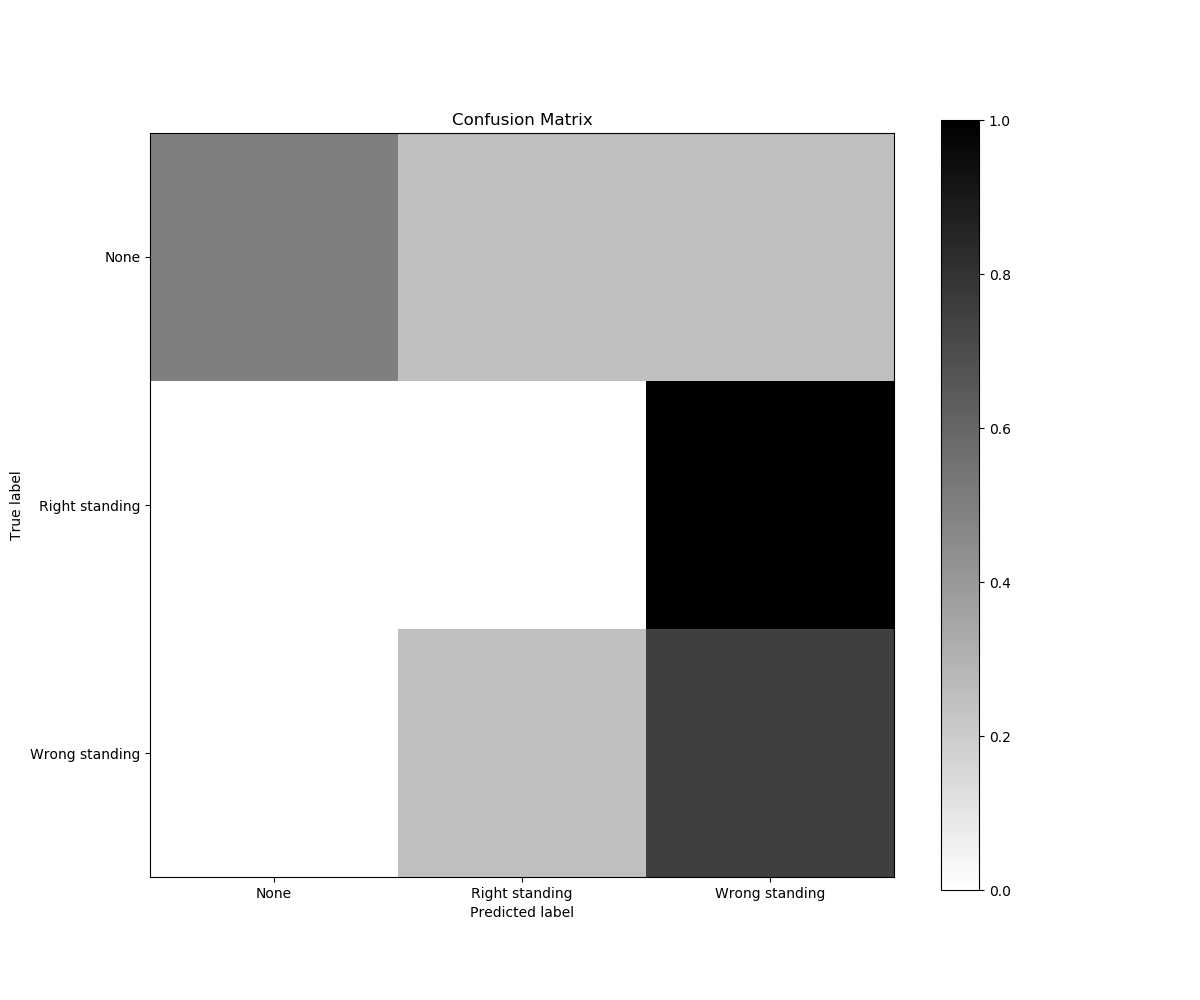 Confusion Matrix
True label
None
Right standing
Wrong standing
None Right standing Wrong standing
Predicted label
1.0
0.8
0.6
0.4
0.2
0.0